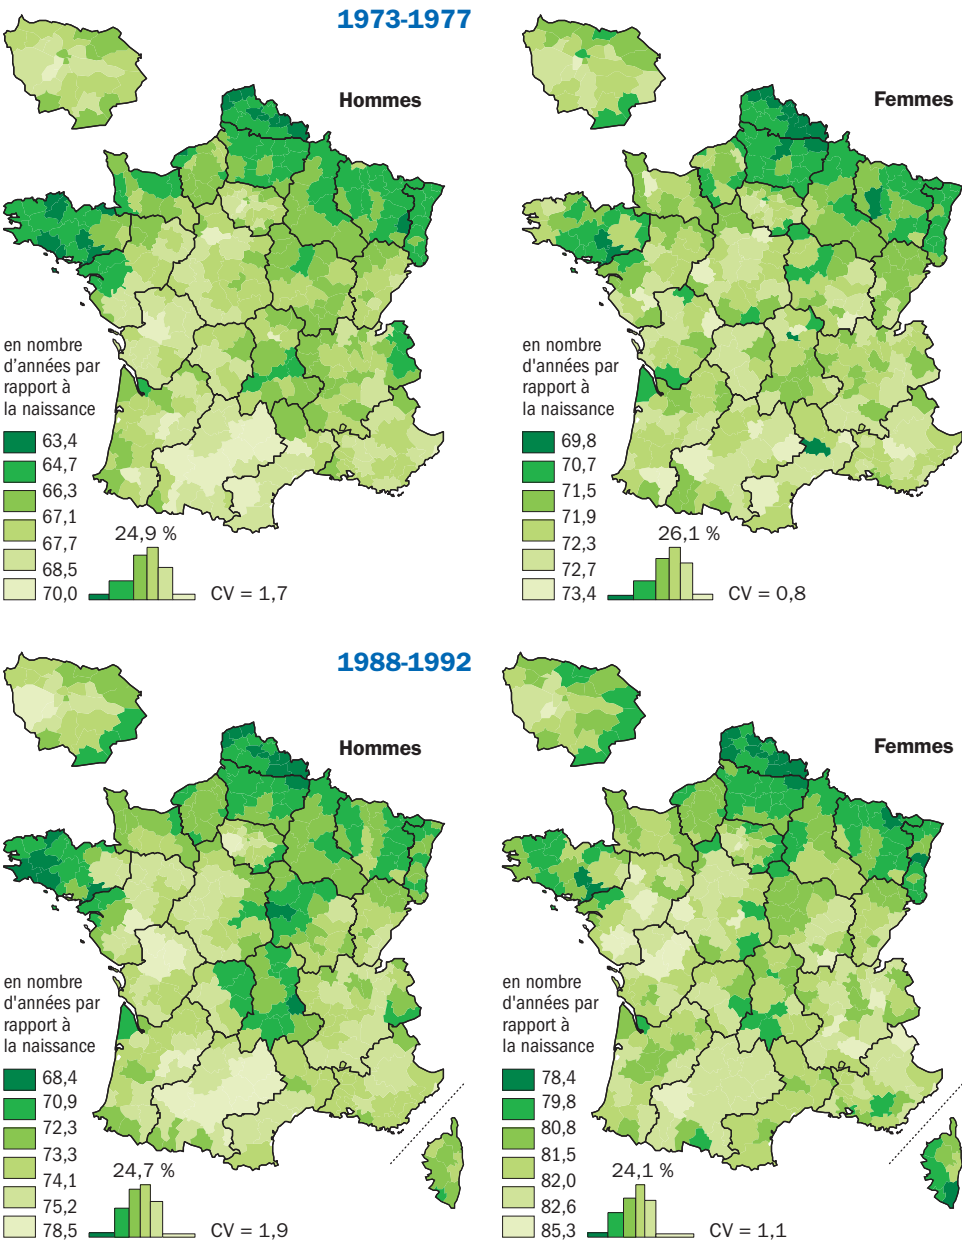 1973-1977
Hommes
en nombre
d'années par
rapport à
la naissance
63,4
64,7
66,3
67,1
67,7
68,5
70,0
24,9 %
CV = 1,7
Femmes
en nombre
d'années par
rapport à
la naissance
69,8
70,7
71,5
71,9
72,3
72,7
73,4
26,1 %
CV = 0,8
1988-1992
Hommes
en nombre
d'années par
rapport à
la naissance
68,4
70,9
72,3
73,3
74,1
75,2
78,5
24,7 %
CV = 1,9
Femmes
en nombre
d'années par
rapport à
la naissance
78,4
79,8
80,8
81,5
82,0
82,6
85,3
24,1 %
CV = 1,1